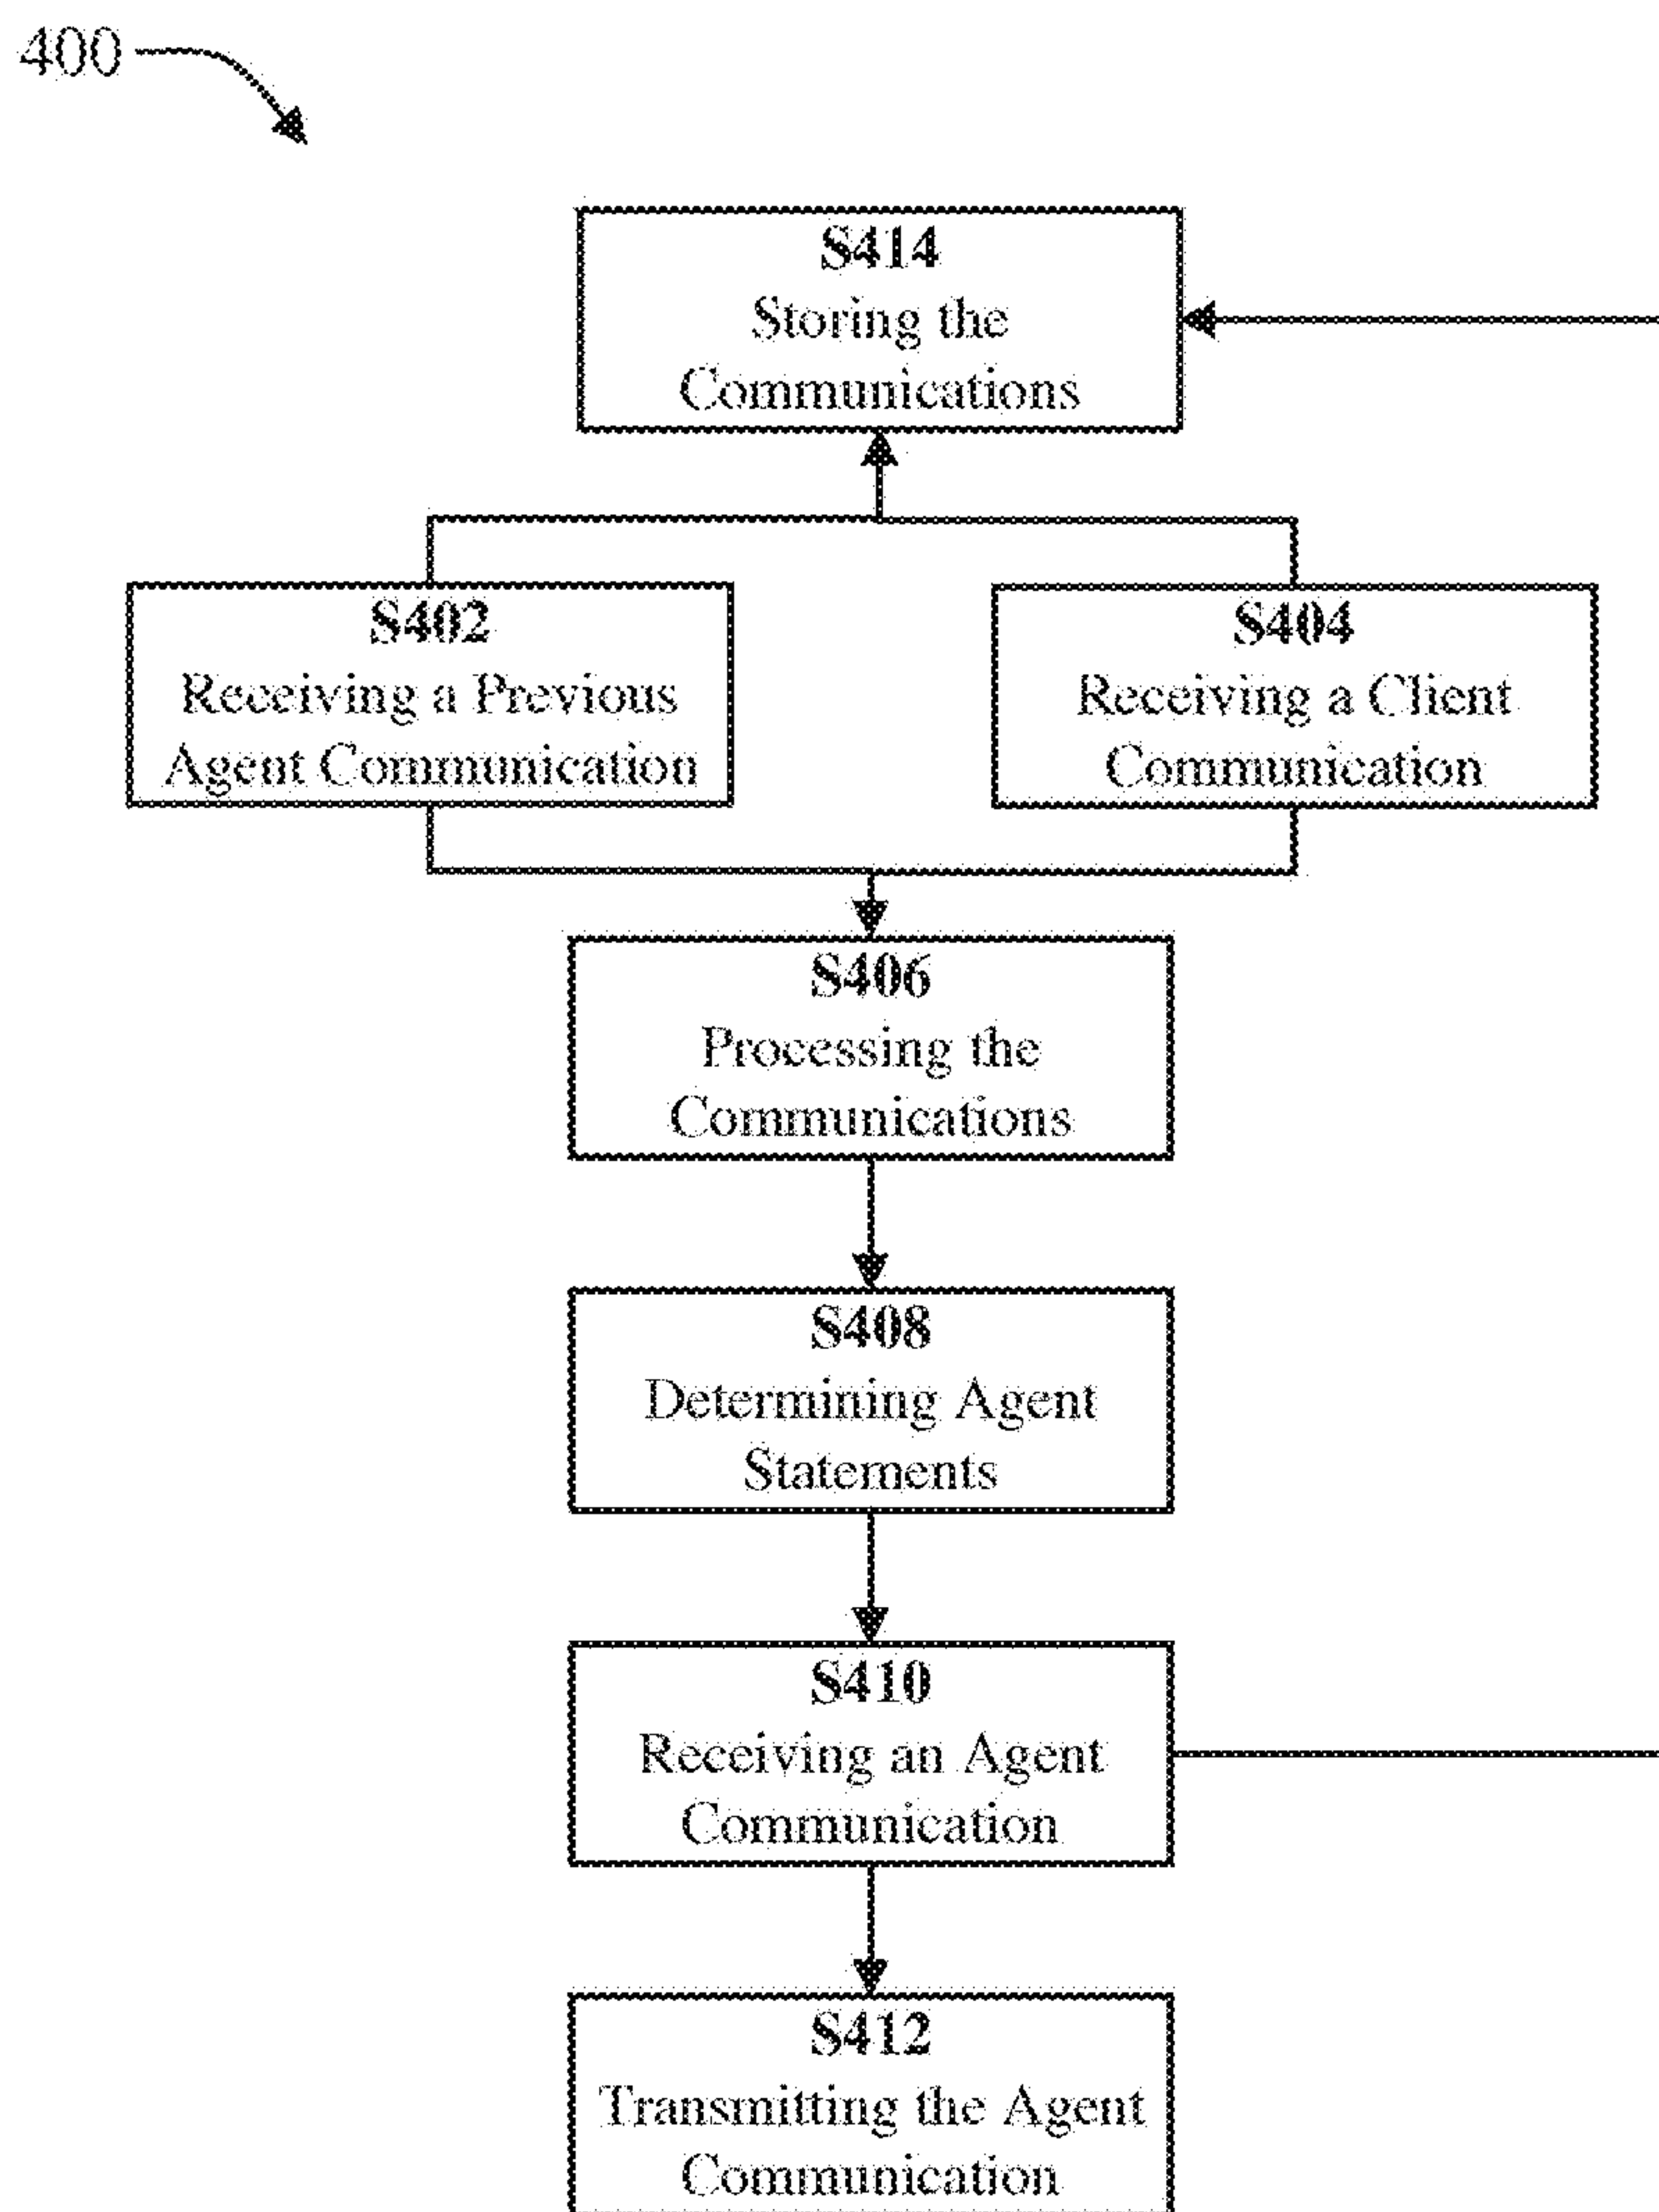 400
S414
Storing the
Communications
S402
Receiving a Previous
Agent Communication
S404
Receiving a Client
Communication
S406
Processing the
Communications
S408
Determining Agent
Statements
S410
Receiving an Agent
Communication
S412
Transmitting the Agent
Communication